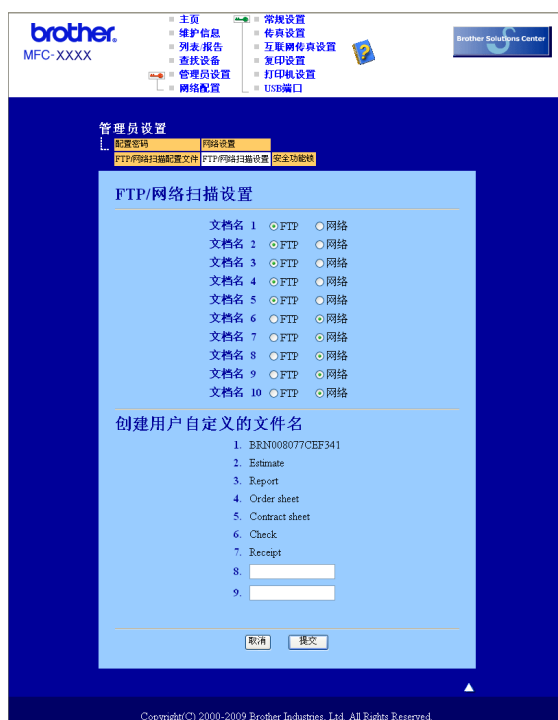 brother.
MFC-XXXX
主页
维护信息
列表/报告
查找设备
管理员设置
网络配置
常规设置
传真设置
互联网传真设置
复印设置
打印机设置
USB端口
Brother Solutions Center
管理员设置
配置密码 网络设置
FTP/网络扫描配置文件 FTP/网络扫描设置 安全功能锁
FTP/网络扫描设置
文档名 1 FTP 网络
文档名 2 FTP 网络
文档名 3 FTP 网络
文档名 4 FTP 网络
文档名 5 FTP 网络
文档名 6 FTP 网络
文档名 7 FTP 网络
文档名 8 FTP 网络
文档名 9 FTP 网络
文档名 10 FTP 网络
创建用户自定义的文件名
1. BRN008077CEF341
2. Estimate
3. Report
4. Order sheet
5. Contract sheet
6. Check
7. Receipt
8.
9.
取消 提交
Copyright(C) 2000-2009 Brother Industries, Ltd. All Rights Reserved.